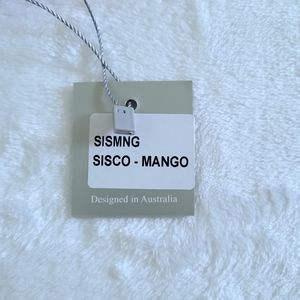 SISMNG
SISCO - MANGO
Designed in Australia